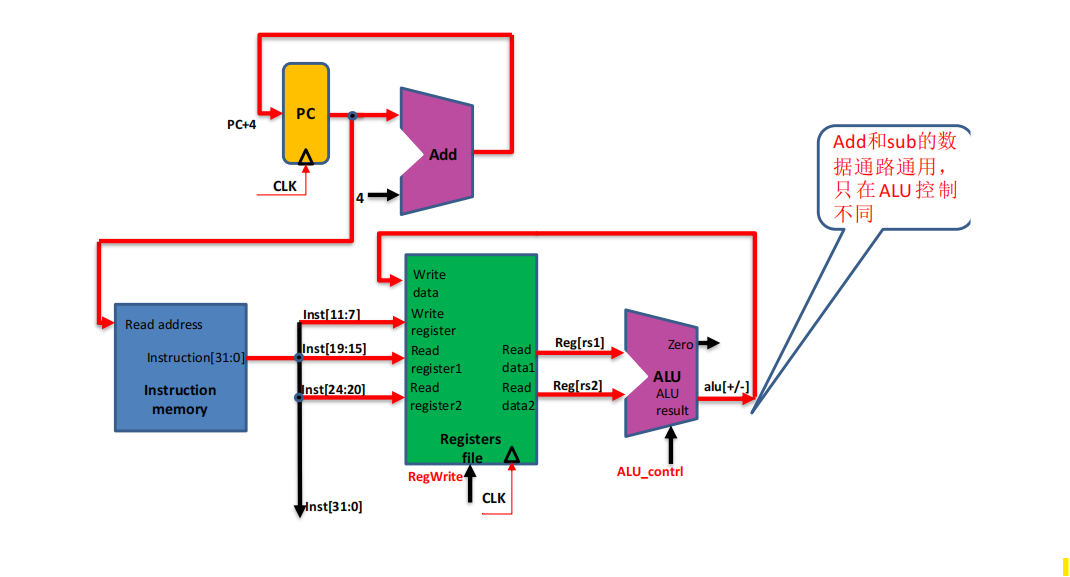 PC+4
PC
CLK
4
Add
Add和sub的数
据通路通用，
只在ALU控制
不同
Read address
Instruction[31:0]
Instruction
memory
Inst[11:7]
Inst[19:15]
Inst[24:20]
Inst[31:0]
Write
data
Write
register
Read
register1
Read
register2
Read
data1
Read
data2
Registers
file
RegWrite
CLK
Reg[rs1]
Reg[rs2]
Zero
ALU
ALU
result
alu[+/-]
ALU_contrl